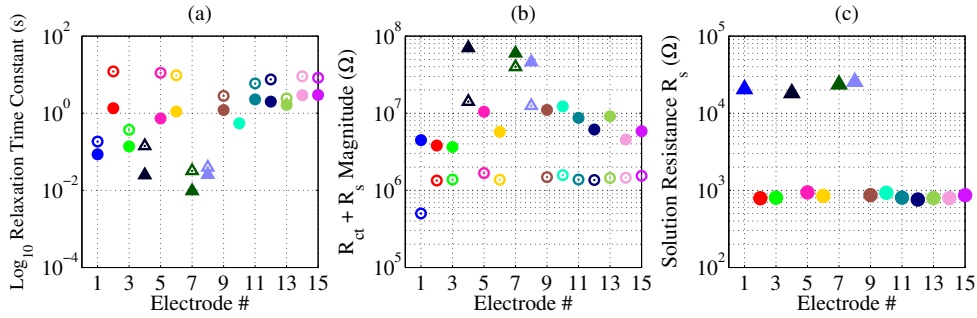 (a)
Log10 Relaxation Time Constant (s)
10^2
10^0
10^−2
10^−4
1 3 5 7 9 11 13 15
Electrode #
(b)
R_ct + R_s Magnitude (Ω)
10^8
10^7
10^6
10^5
1 3 5 7 9 11 13 15
Electrode #
(c)
Solution Resistance R_s (Ω)
10^5
10^4
10^3
10^2
1 3 5 7 9 11 13 15
Electrode #